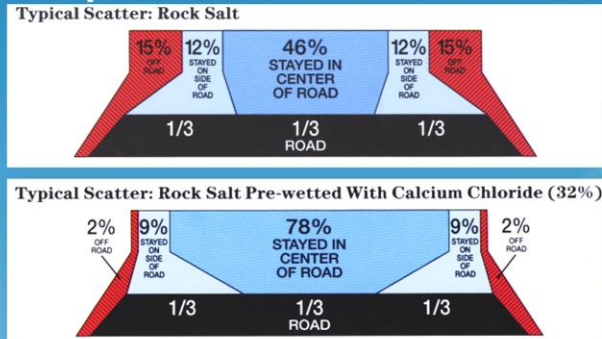 Typical Scatter: Rock Salt
15%
OFF
ROAD
12%
STAYED
ON
SIDE
OF
ROAD
46%
STAYED IN
CENTER
OF ROAD
12%
STAYED
ON
SIDE
OF
ROAD
15%
OFF
ROAD
1/3
1/3
1/3
ROAD
Typical Scatter: Rock Salt Pre-wetted With Calcium Chloride (32%)
2%
OFF
ROAD
9%
STAYED
ON
SIDE
OF
ROAD
78%
STAYED IN
CENTER
OF ROAD
9%
STAYED
ON
SIDE
OF
ROAD
2%
OFF
ROAD
1/3
1/3
1/3
ROAD